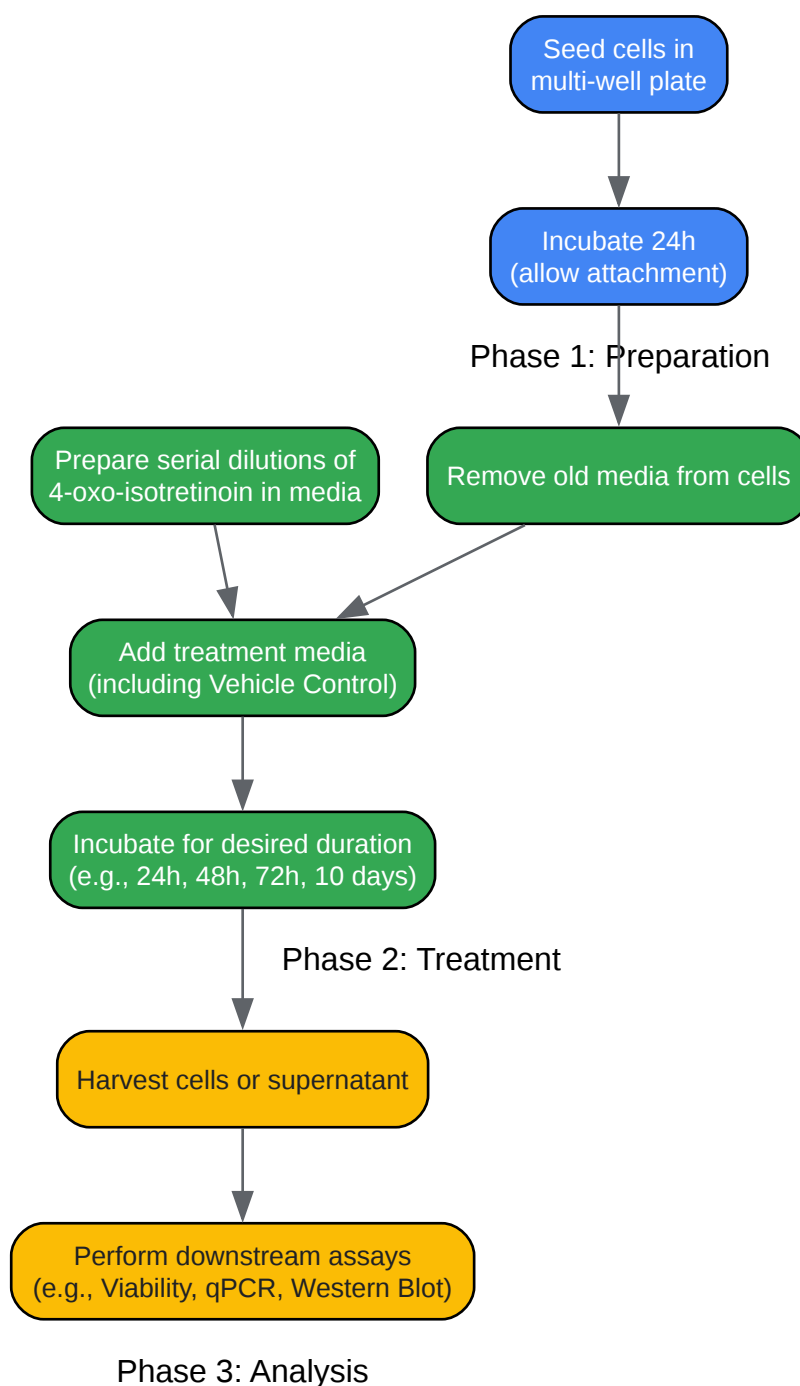 Seed cells in
multi-well plate
Incubate 24h
(allow attachment)
Phase 1: Preparation
Prepare serial dilutions of
4-oxo-isotretinoin in media
Remove old media from cells
Add treatment media
(including Vehicle Control)
Incubate for desired duration
(e.g., 24h, 48h, 72h, 10 days)
Phase 2: Treatment
Harvest cells or supernatant
Perform downstream assays
(e.g., Viability, qPCR, Western Blot)
Phase 3: Analysis